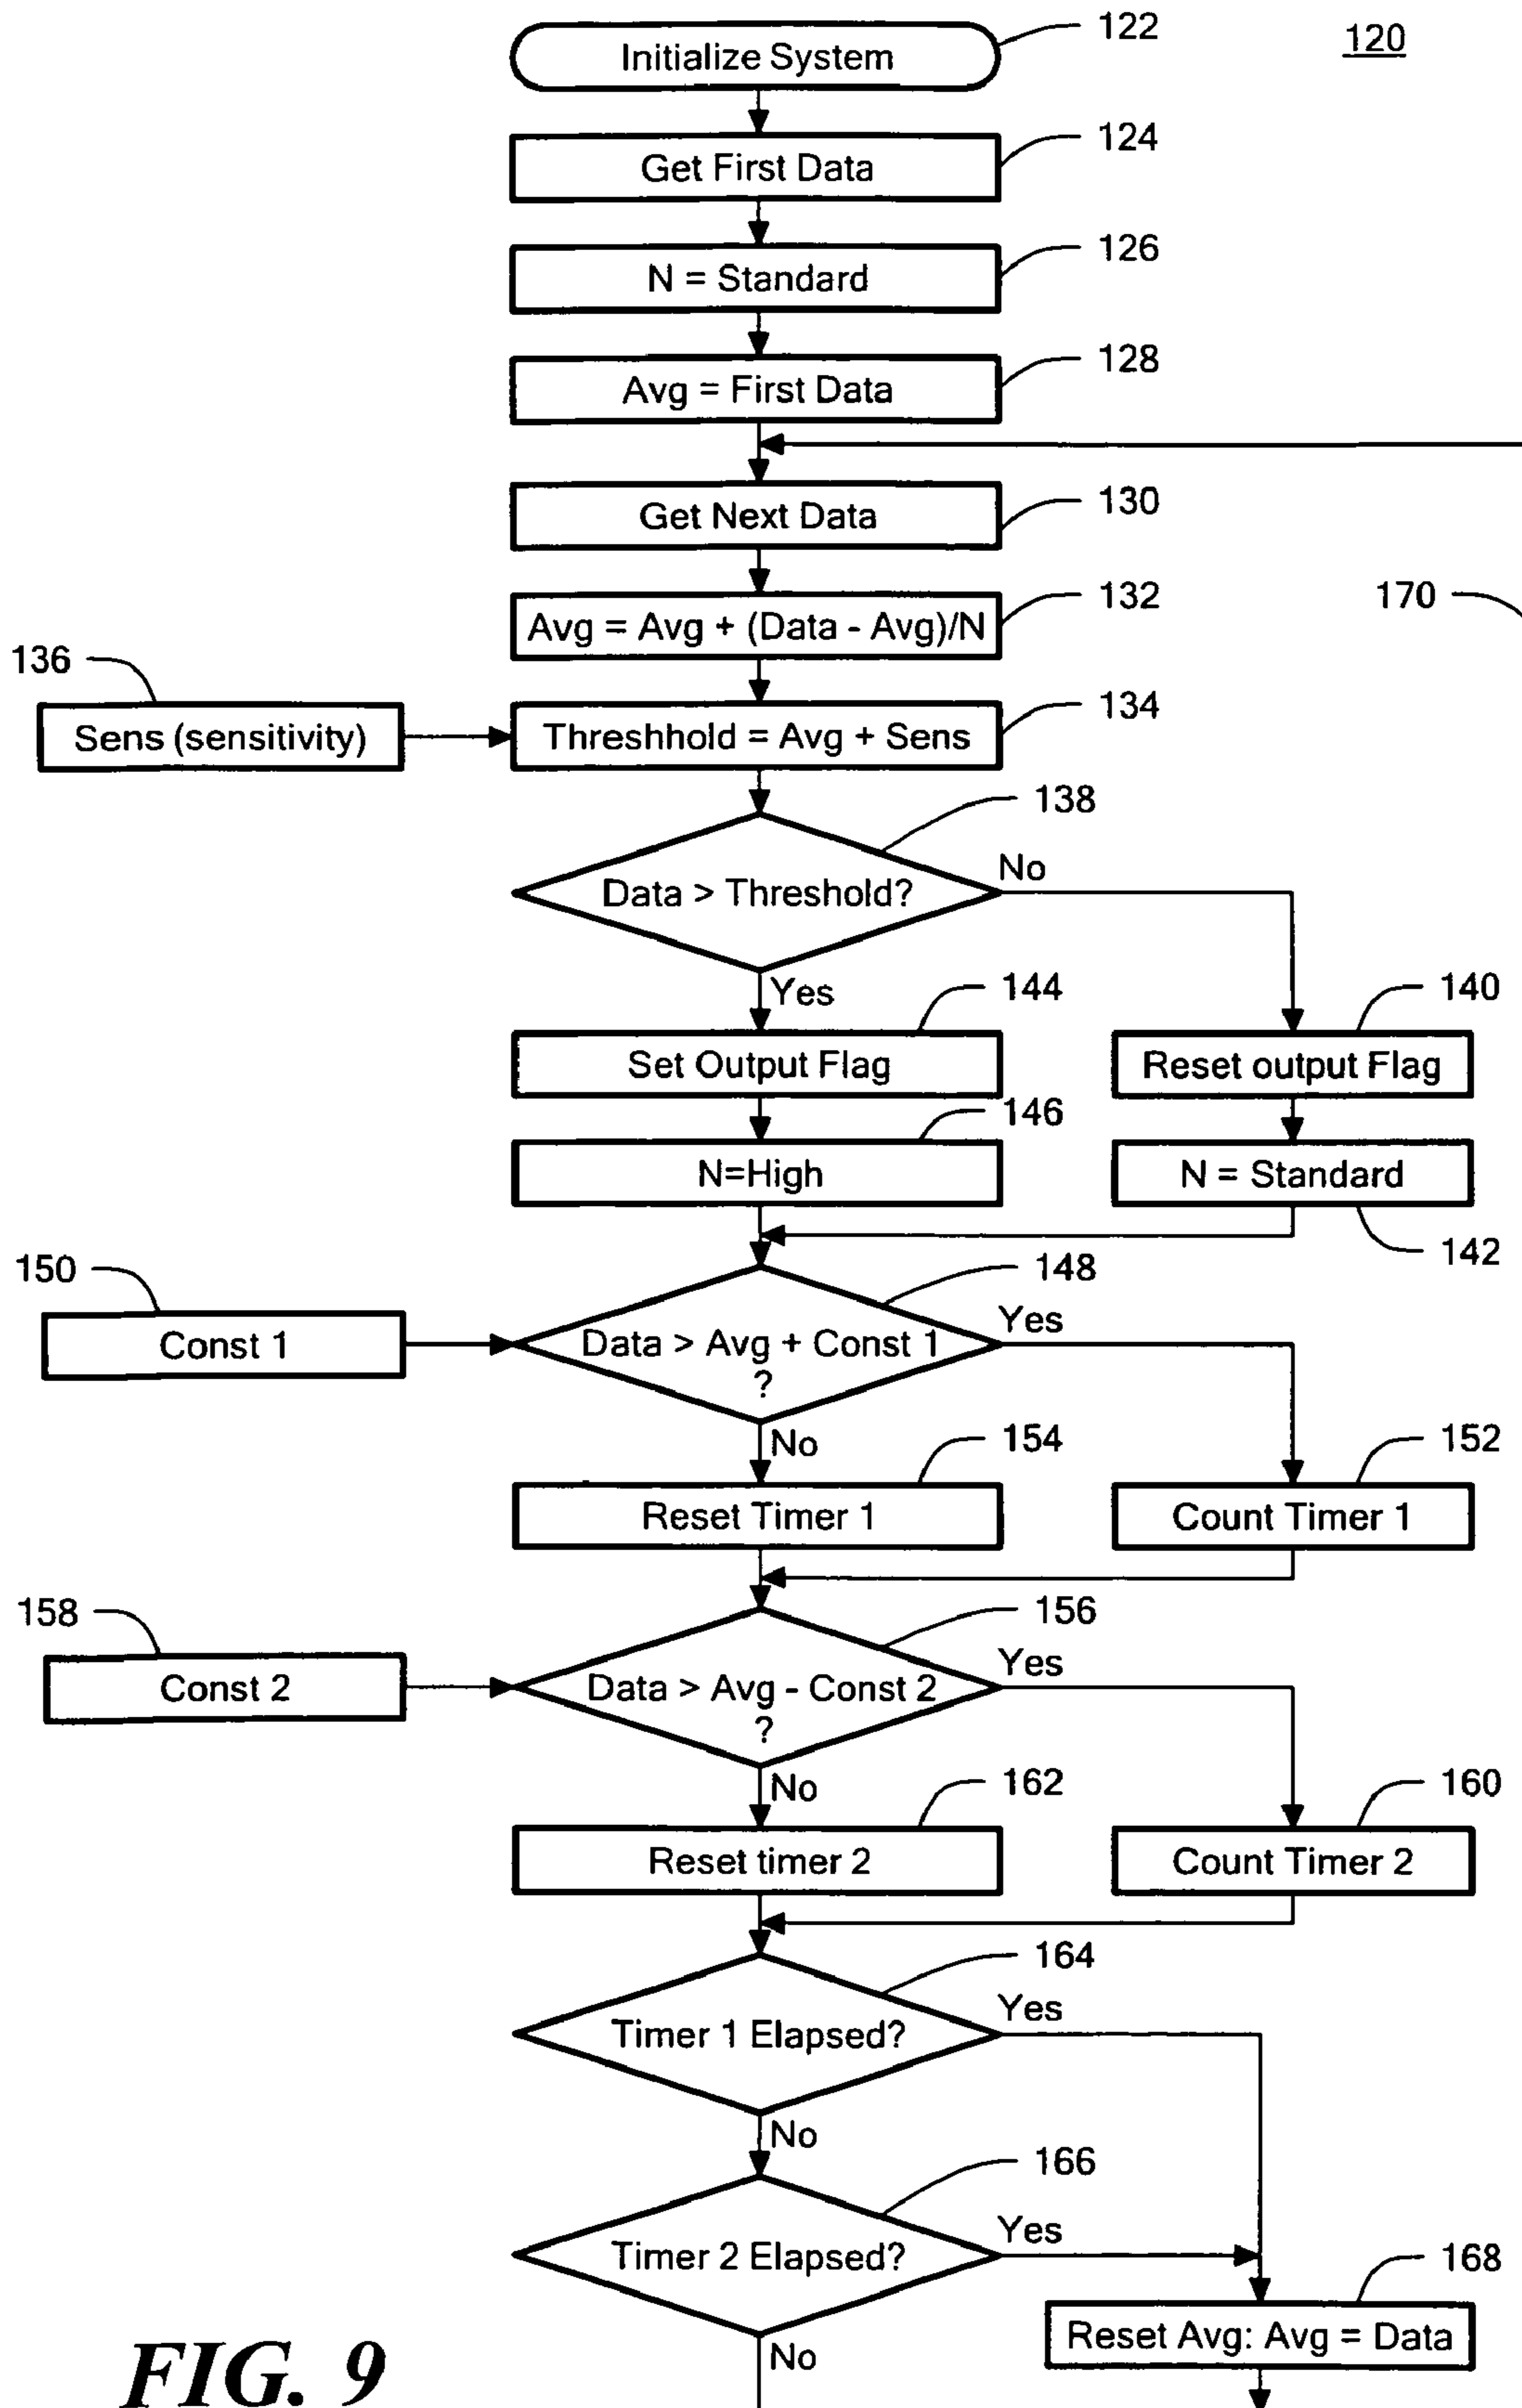 122
120
Initialize System
124
Get First Data
126
N = Standard
128
Avg = First Data
130
Get Next Data
132
170
Avg = Avg + (Data - Avg)/N
136
134
Sens (sensitivity)
Threshhold = Avg + Sens
138
No
Data > Threshold?
Yes
144
140
Set Output Flag
Reset output Flag
146
N=High
N = Standard
142
150
148
Yes
Const 1
Data > Avg + Const 1
?
No
154
152
Reset Timer 1
Count Timer 1
158
156
Yes
Const 2
Data > Avg - Const 2
?
No
162
160
Reset timer 2
Count Timer 2
164
Yes
Timer 1 Elapsed?
No
166
Yes
Timer 2 Elapsed?
168
Reset Avg: Avg = Data
No
FIG. 9